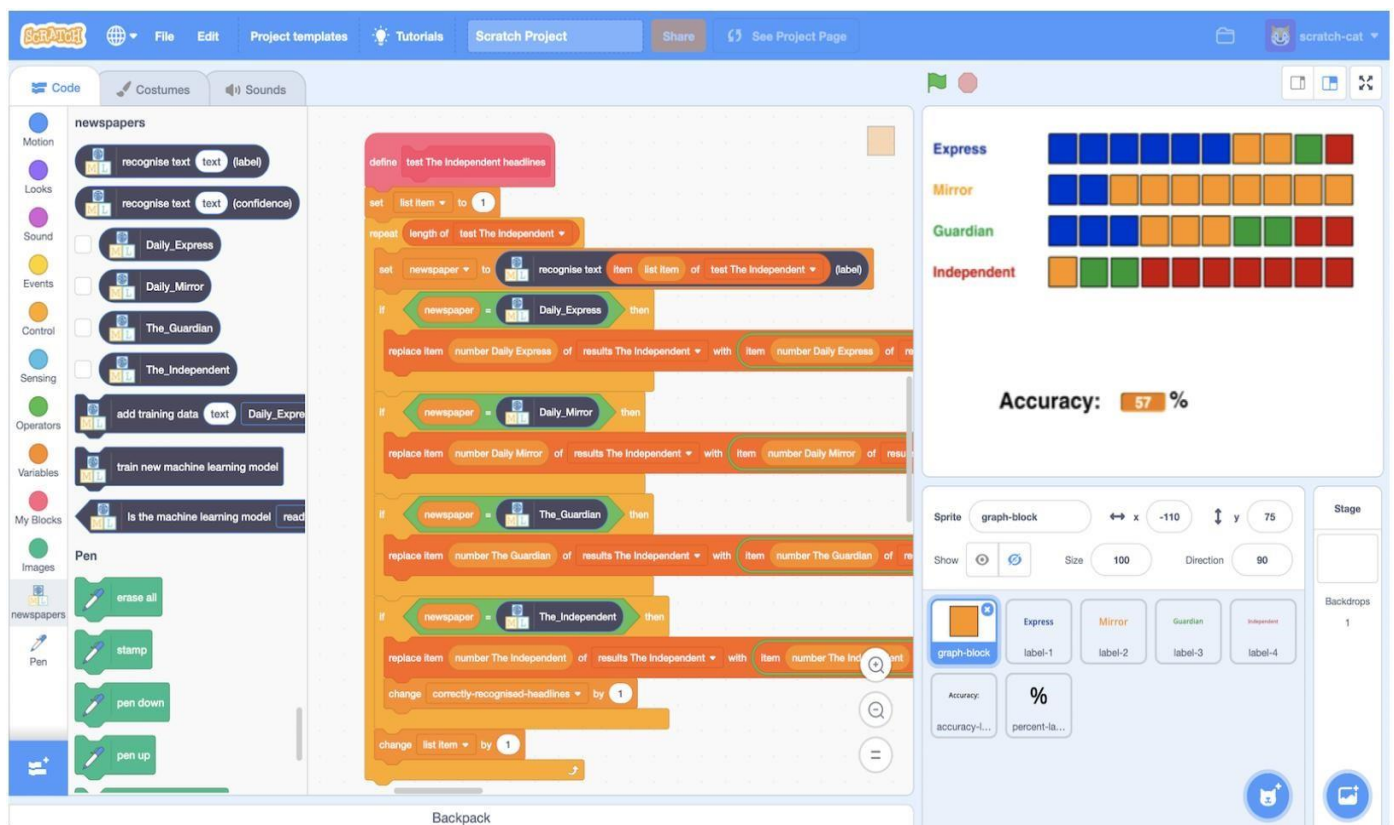 SCRATCH File Edit Project templates Tutorials Scratch Project Share See Project Page scratch-cat
Code Costumes Sounds
Motion
Looks
Sound
Events
Control
Sensing
Operators
Variables
My Blocks
Images
newspapers
Pen
newspapers
recognise text text (label)
recognise text text (confidence)
Daily_Express
Daily_Mirror
The_Guardian
The_Independent
add training data text Daily_Expre
train new machine learning model
Is the machine learning model read
Pen
erase all
stamp
pen down
pen up
define test The Independent headlines
set list item to 1
repeat length of test The Independent
set newspaper to recognise text item list item of test The Independent (label)
if newspaper = Daily_Express then
replace item number Daily Express of results The Independent with item number Daily Express of re
if newspaper = Daily_Mirror then
replace item number Daily Mirror of results The Independent with item number Daily Mirror of resu
if newspaper = The_Guardian then
replace item number The Guardian of results The Independent with item number The Guardian of re
if newspaper = The_Independent then
replace item number The Independent of results The Independent with item number The Ind ent
change correctly-recognised-headlines by 1
change list item by 1
Backpack
Express
Mirror
Guardian
Independent
Accuracy: 57 %
Sprite graph-block x -110 y 75
Show Size 100 Direction 90
graph-block
Express
label-1
Mirror
label-2
Guardian
label-3
Independent
label-4
Accuracy:
accuracy-l...
%
percent-la...
Stage
Backdrops
1